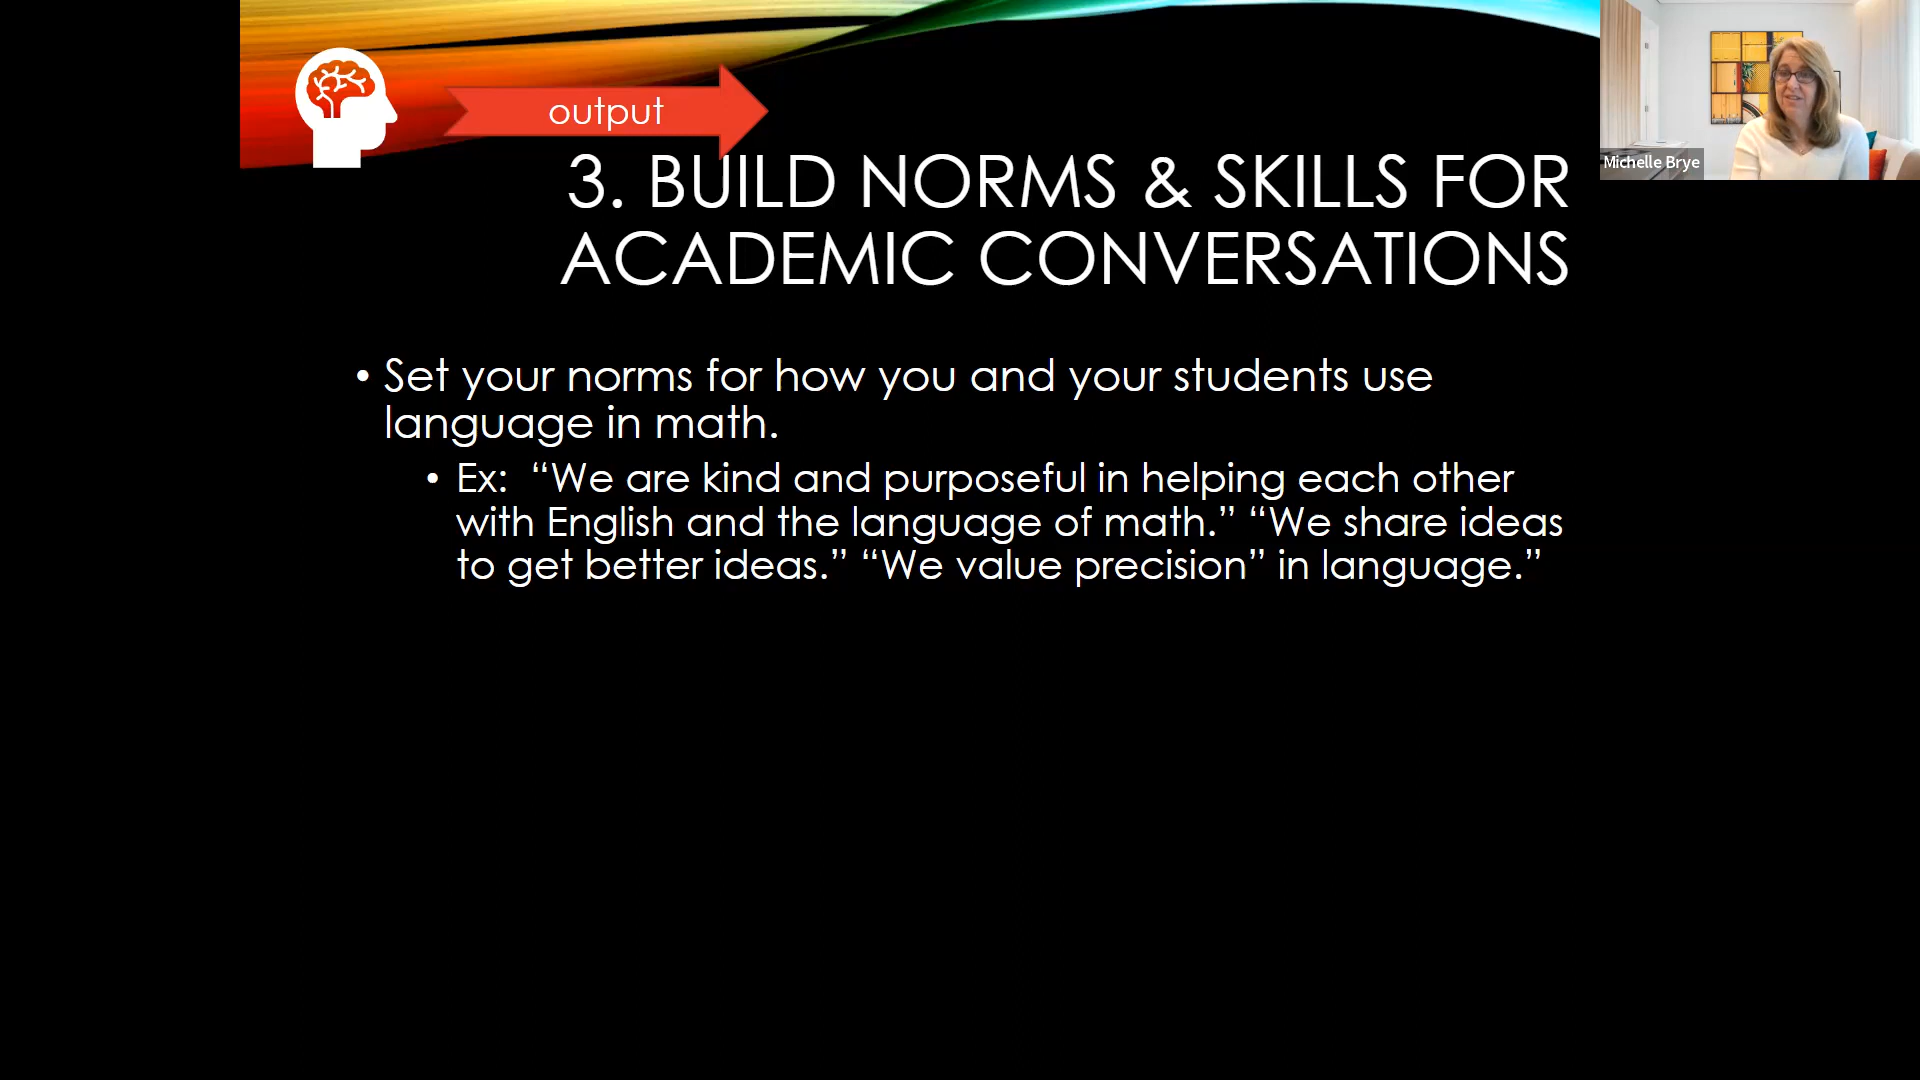 output
Michelle Brye
3. BUILD NORMS & SKILLS FOR
ACADEMIC CONVERSATIONS
• Set your norms for how you and your students use
language in math.
• Ex:  “We are kind and purposeful in helping each other
with English and the language of math.” “We share ideas
to get better ideas.” “We value precision” in language.”